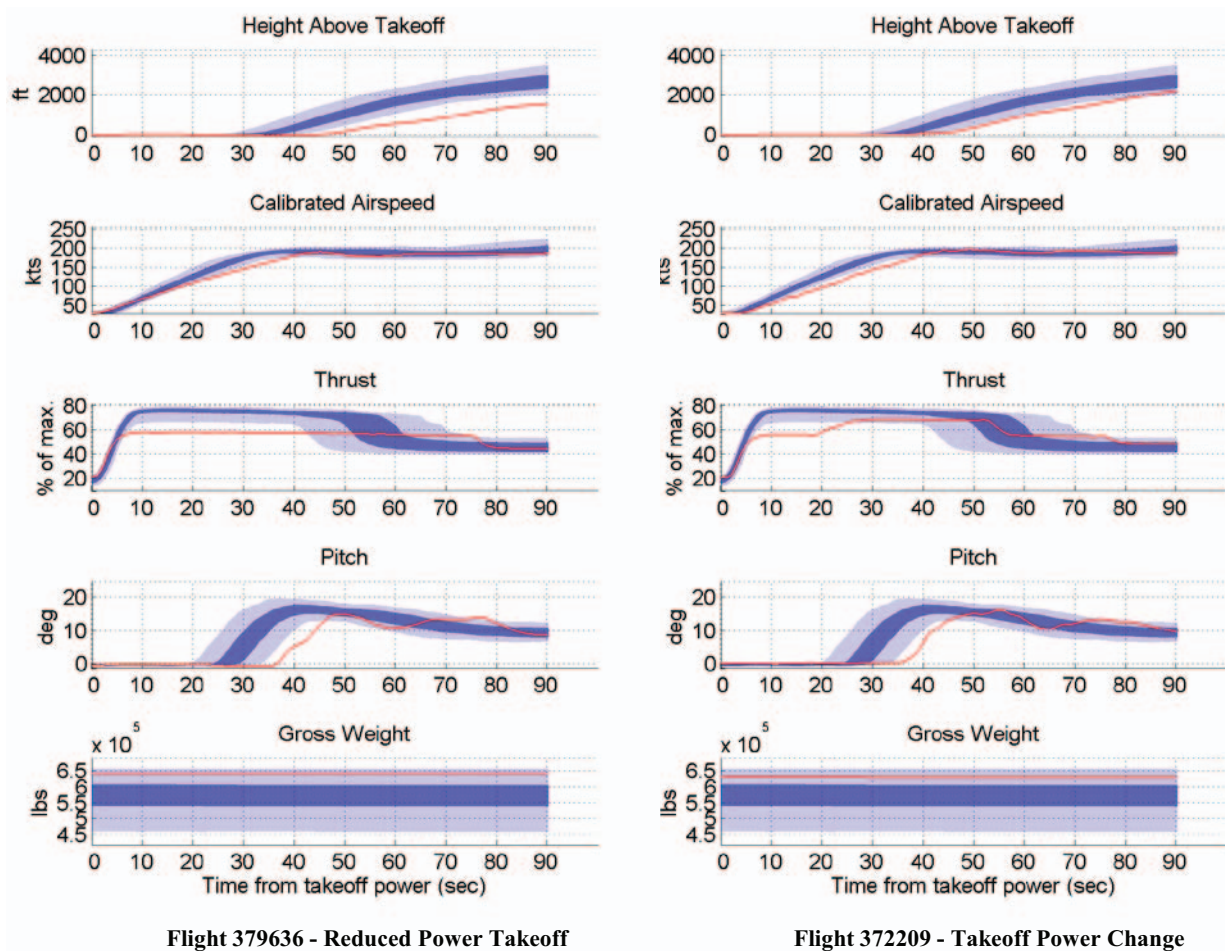 Height Above Takeoff
4000
2000
0
ft
0 10 20 30 40 50 60 70 80 90
Calibrated Airspeed
250
200
150
100
50
kts
0 10 20 30 40 50 60 70 80 90
Thrust
80
60
40
20
% of max.
0 10 20 30 40 50 60 70 80 90
Pitch
20
10
0
deg
0 10 20 30 40 50 60 70 80 90
x 10 5
Gross Weight
6.5
6
5.5
5
4.5
lbs
0 10 20 30 40 50 60 70 80 90
Time from takeoff power (sec)
Flight 379636 - Reduced Power Takeoff
Height Above Takeoff
4000
2000
0
ft
0 10 20 30 40 50 60 70 80 90
Calibrated Airspeed
250
200
150
100
50
kts
0 10 20 30 40 50 60 70 80 90
Thrust
80
60
40
20
% of max.
0 10 20 30 40 50 60 70 80 90
Pitch
20
10
0
deg
0 10 20 30 40 50 60 70 80 90
x 10 5
Gross Weight
6.5
6
5.5
5
4.5
lbs
0 10 20 30 40 50 60 70 80 90
Time from takeoff power (sec)
Flight 372209 - Takeoff Power Change